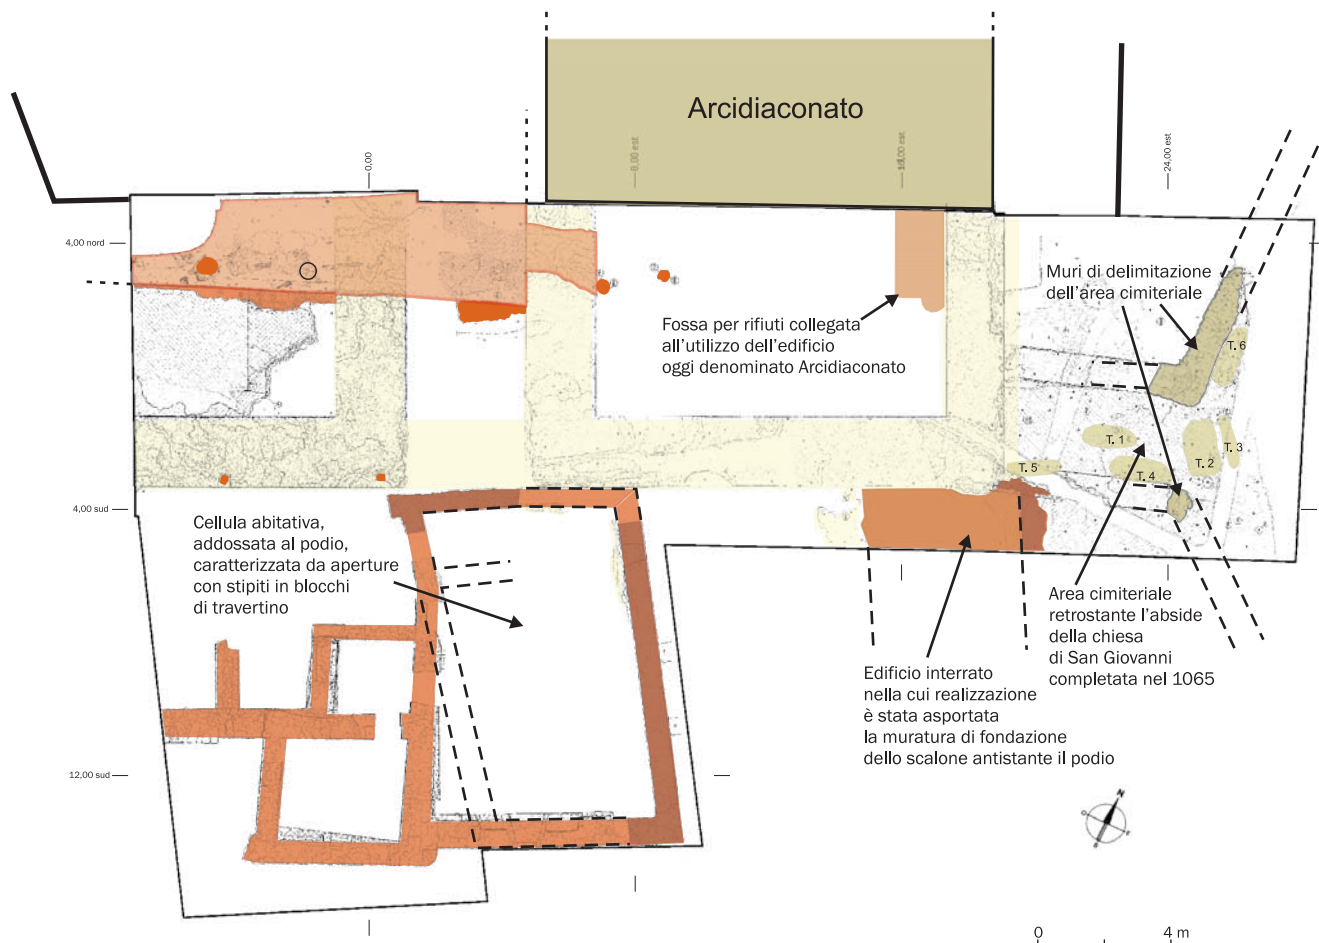 Arcidiaconato
0,00
8,00 est
24,00 est
4,00 nord
Muri di delimitazione
dell'area cimiteriale
Fossa per rifiuti collegata
all'utilizzo dell'edificio
oggi denominato Arcidiaconato
T. 6
T. 1
T. 3
T. 2
T. 5
T. 4
4,00 sud
Cellula abitativa,
addossata al podio,
caratterizzata da aperture
con stipiti in blocchi
di travertino
Area cimiteriale
retrostante l'abside
della chiesa
di San Giovanni
completata nel 1065
Edificio interrato
nella cui realizzazione
è stata asportata
la muratura di fondazione
dello scalone antistante il podio
12,00 sud
N
O
E
S
0
4 m